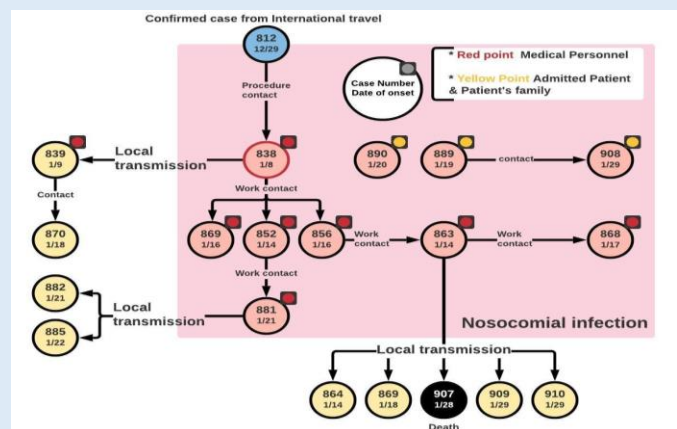 Confirmed case from International travel
812
12/29
* Red point Medical Personnel
* Yellow Point Admitted Patient
& Patient's family
Case Number
Date of onset
Procedure
contact
839
1/9
Local
transmission
838
1/8
890
1/20
889
1/19
contact
908
1/29
Contact
Work contact
870
1/18
869
1/16
852
1/14
856
1/16
Work
contact
863
1/14
Work
contact
868
1/17
Work contact
882
1/21
885
1/22
Local
transmission
881
1/21
Nosocomial infection
Local transmission
864
1/14
869
1/18
907
1/28
909
1/29
910
1/29
Death